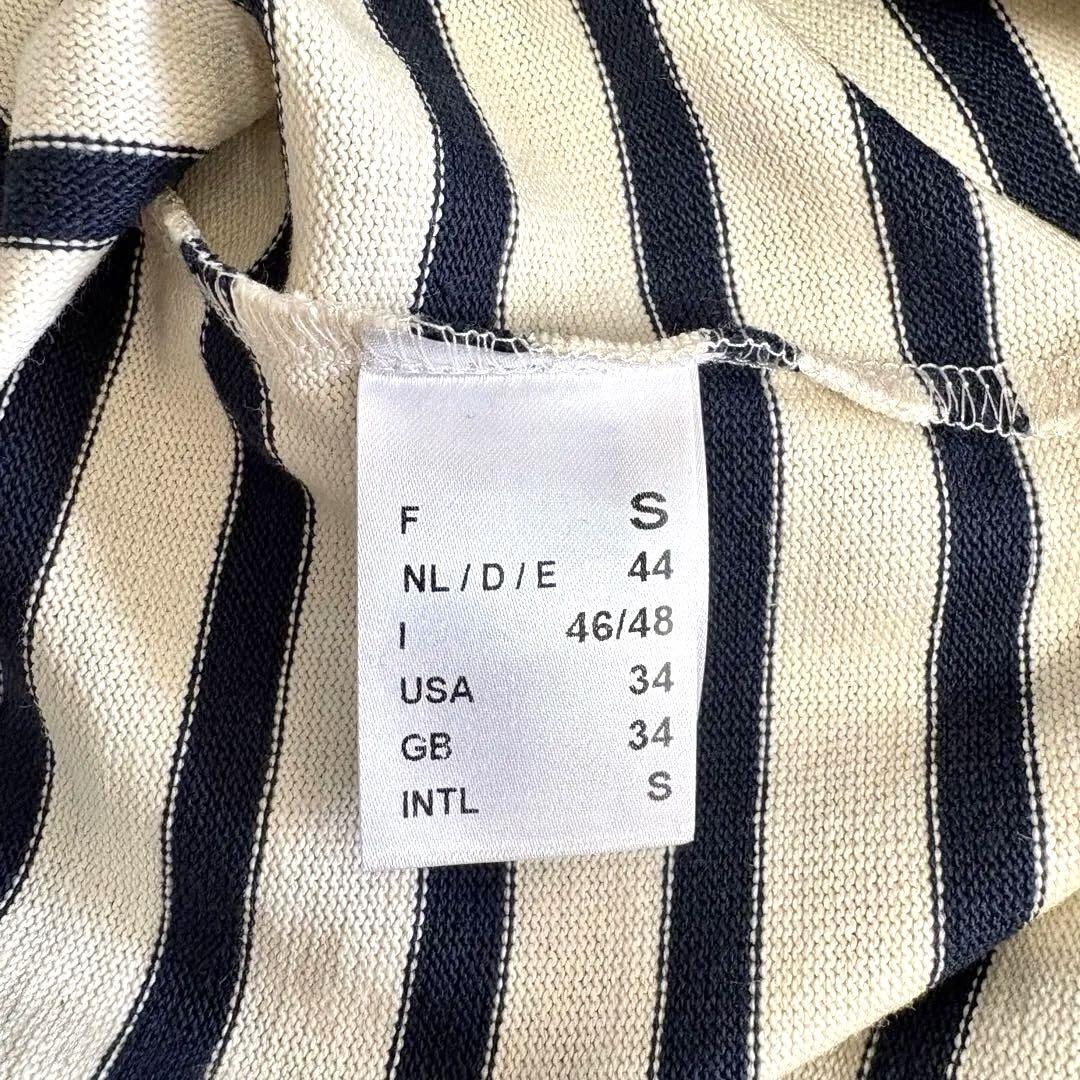 F S
NL / D / E 44
I 46/48
USA 34
GB 34
INTL S